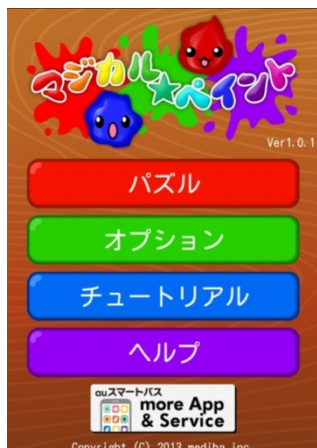 マジカル★ペイント
Ver1.0.1
パズル
オプション
チュートリアル
ヘルプ
auスマートパス
more App
& Service
Copyright (C) 2013 mediba inc.